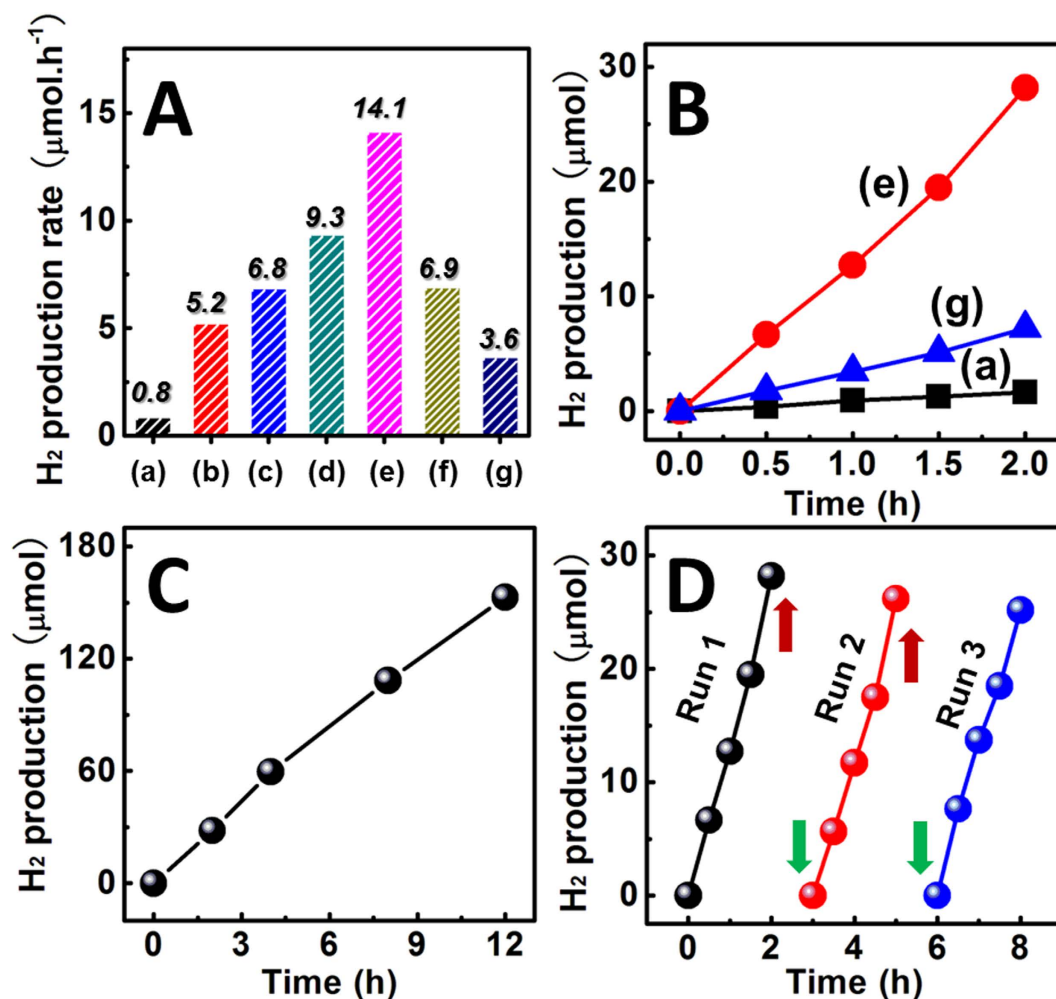 A
H₂ production rate (μmol.h⁻¹)
15
10
5
0
0.8
5.2
6.8
9.3
14.1
6.9
3.6
(a) (b) (c) (d) (e) (f) (g)
B
H₂ production (μmol)
30
20
10
0
(e)
(g)
(a)
0.0 0.5 1.0 1.5 2.0
Time (h)
C
H₂ production (μmol)
180
120
60
0
0 3 6 9 12
Time (h)
D
H₂ production (μmol)
30
20
10
0
Run 1
Run 2
Run 3
0 2 4 6 8
Time (h)